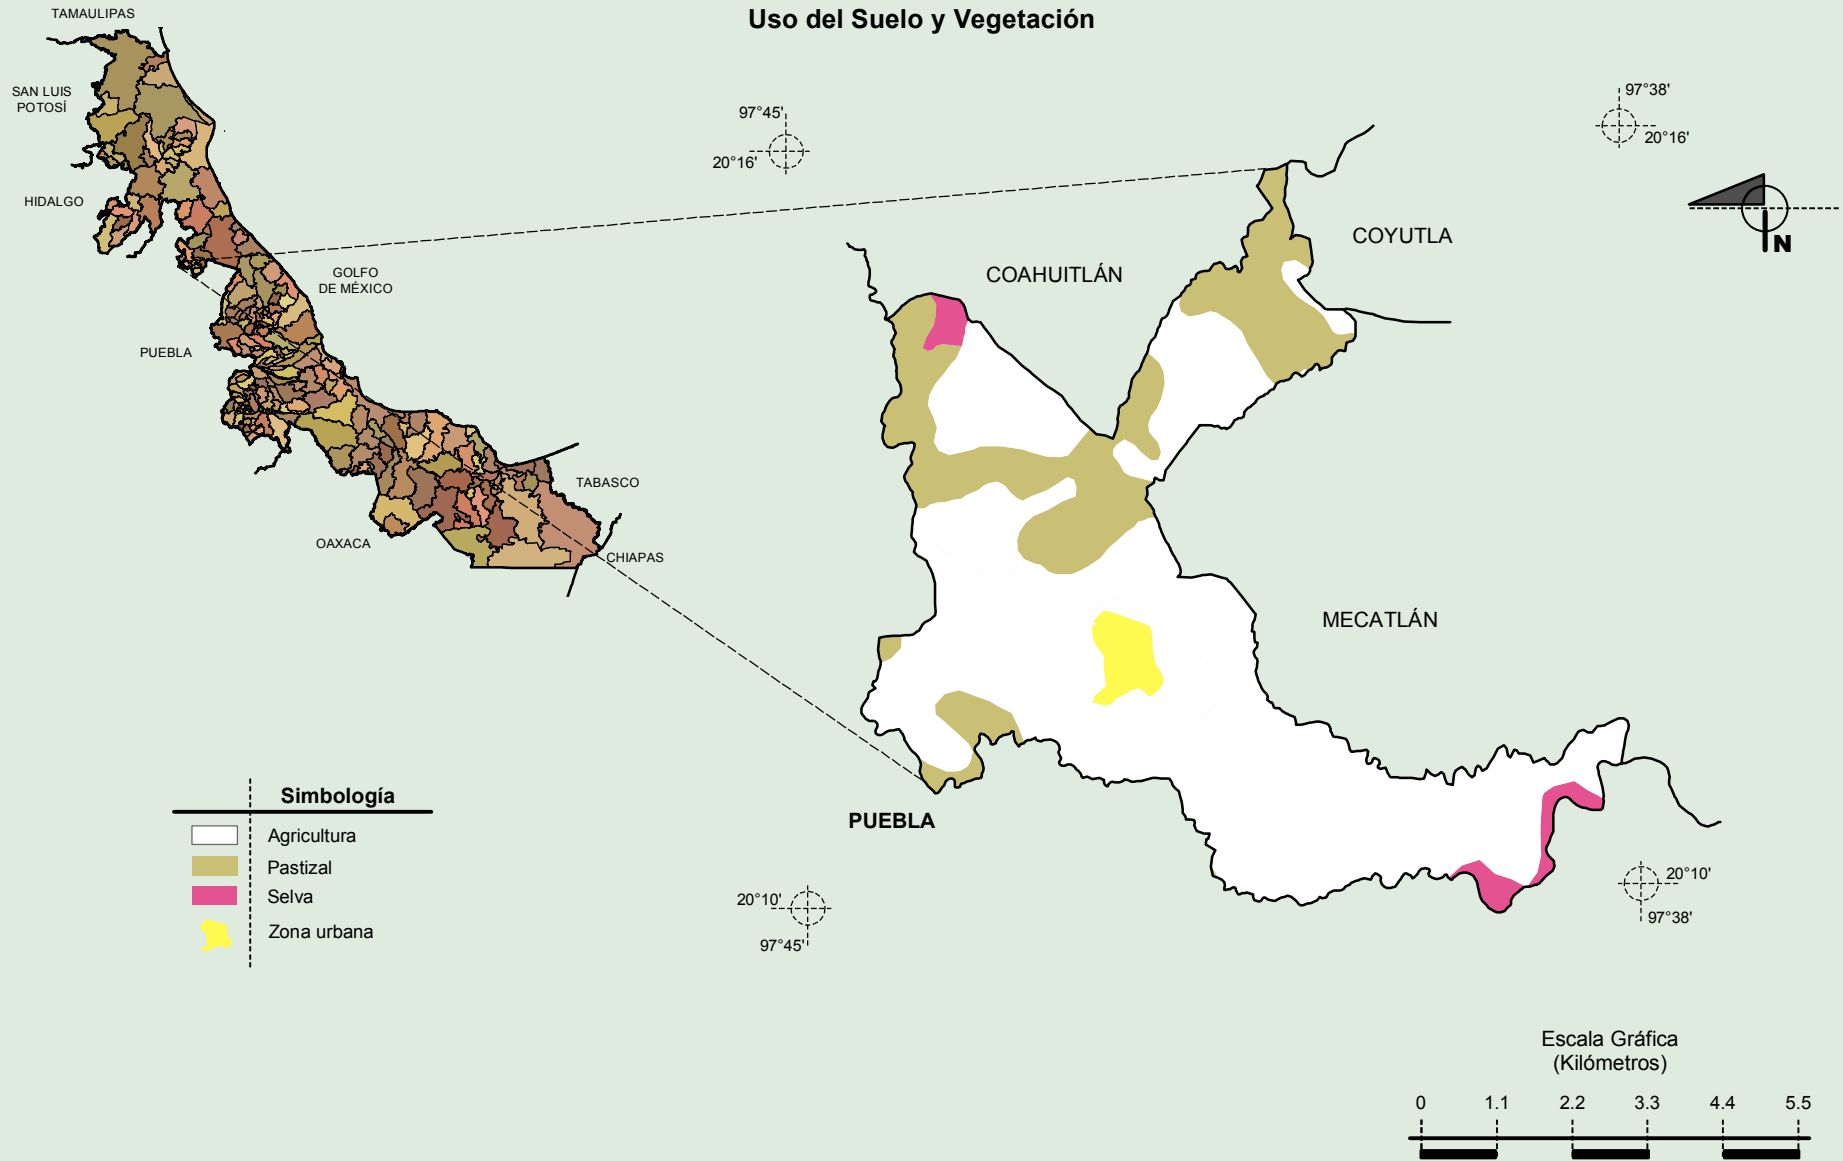 Uso del Suelo y Vegetación
TAMAULIPAS
SAN LUIS
POTOSÍ
HIDALGO
GOLFO
DE MÉXICO
PUEBLA
TABASCO
OAXACA
CHIAPAS
97°45'
20°16'
97°38'
20°16'
N
COYUTLA
COAHUITLÁN
MECATLÁN
PUEBLA
Simbología
Agricultura
Pastizal
Selva
Zona urbana
20°10'
97°45'
20°10'
97°38'
Escala Gráfica
(Kilómetros)
0 1.1 2.2 3.3 4.4 5.5